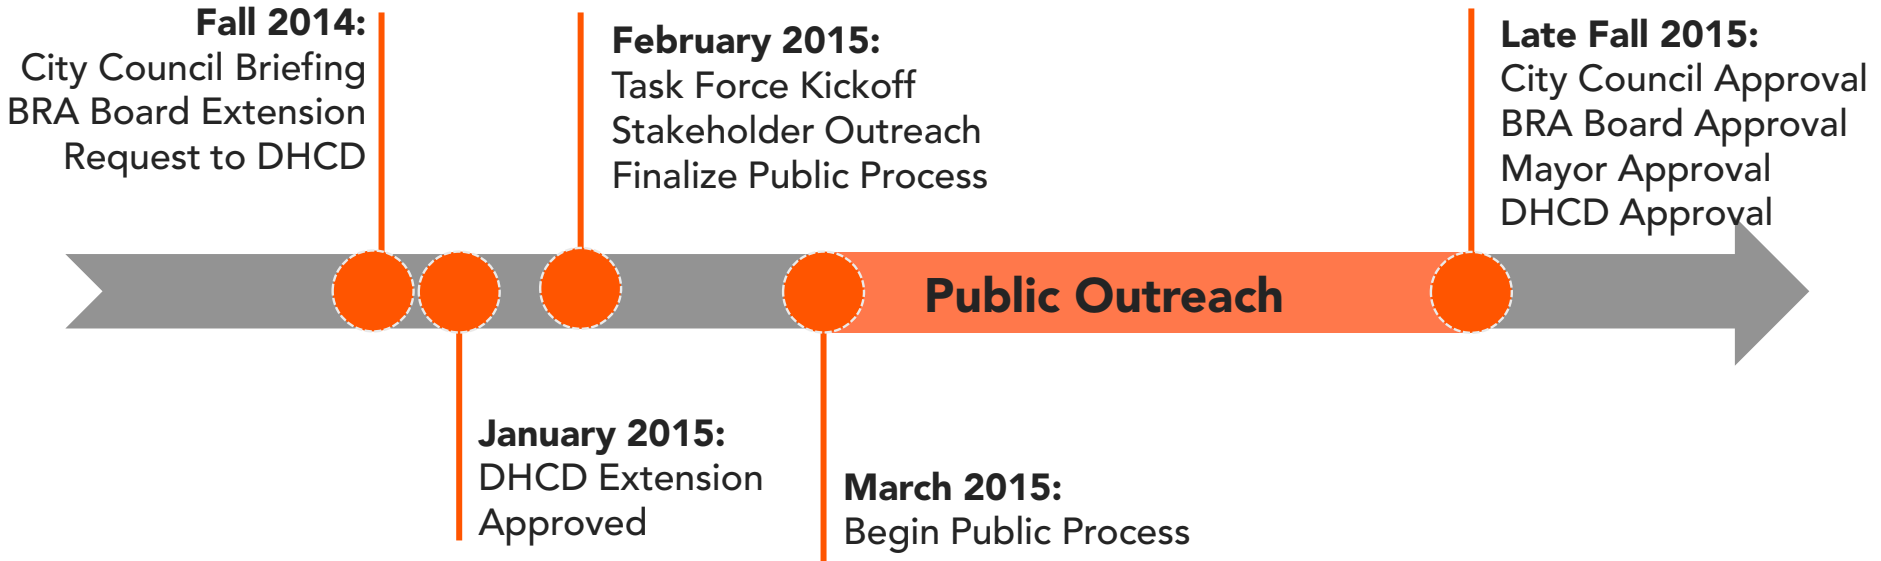 Fall 2014:
City Council Briefing
BRA Board Extension
Request to DHCD
February 2015:
Task Force Kickoff
Stakeholder Outreach
Finalize Public Process
Late Fall 2015:
City Council Approval
BRA Board Approval
Mayor Approval
DHCD Approval
Public Outreach
January 2015:
DHCD Extension
Approved
March 2015:
Begin Public Process